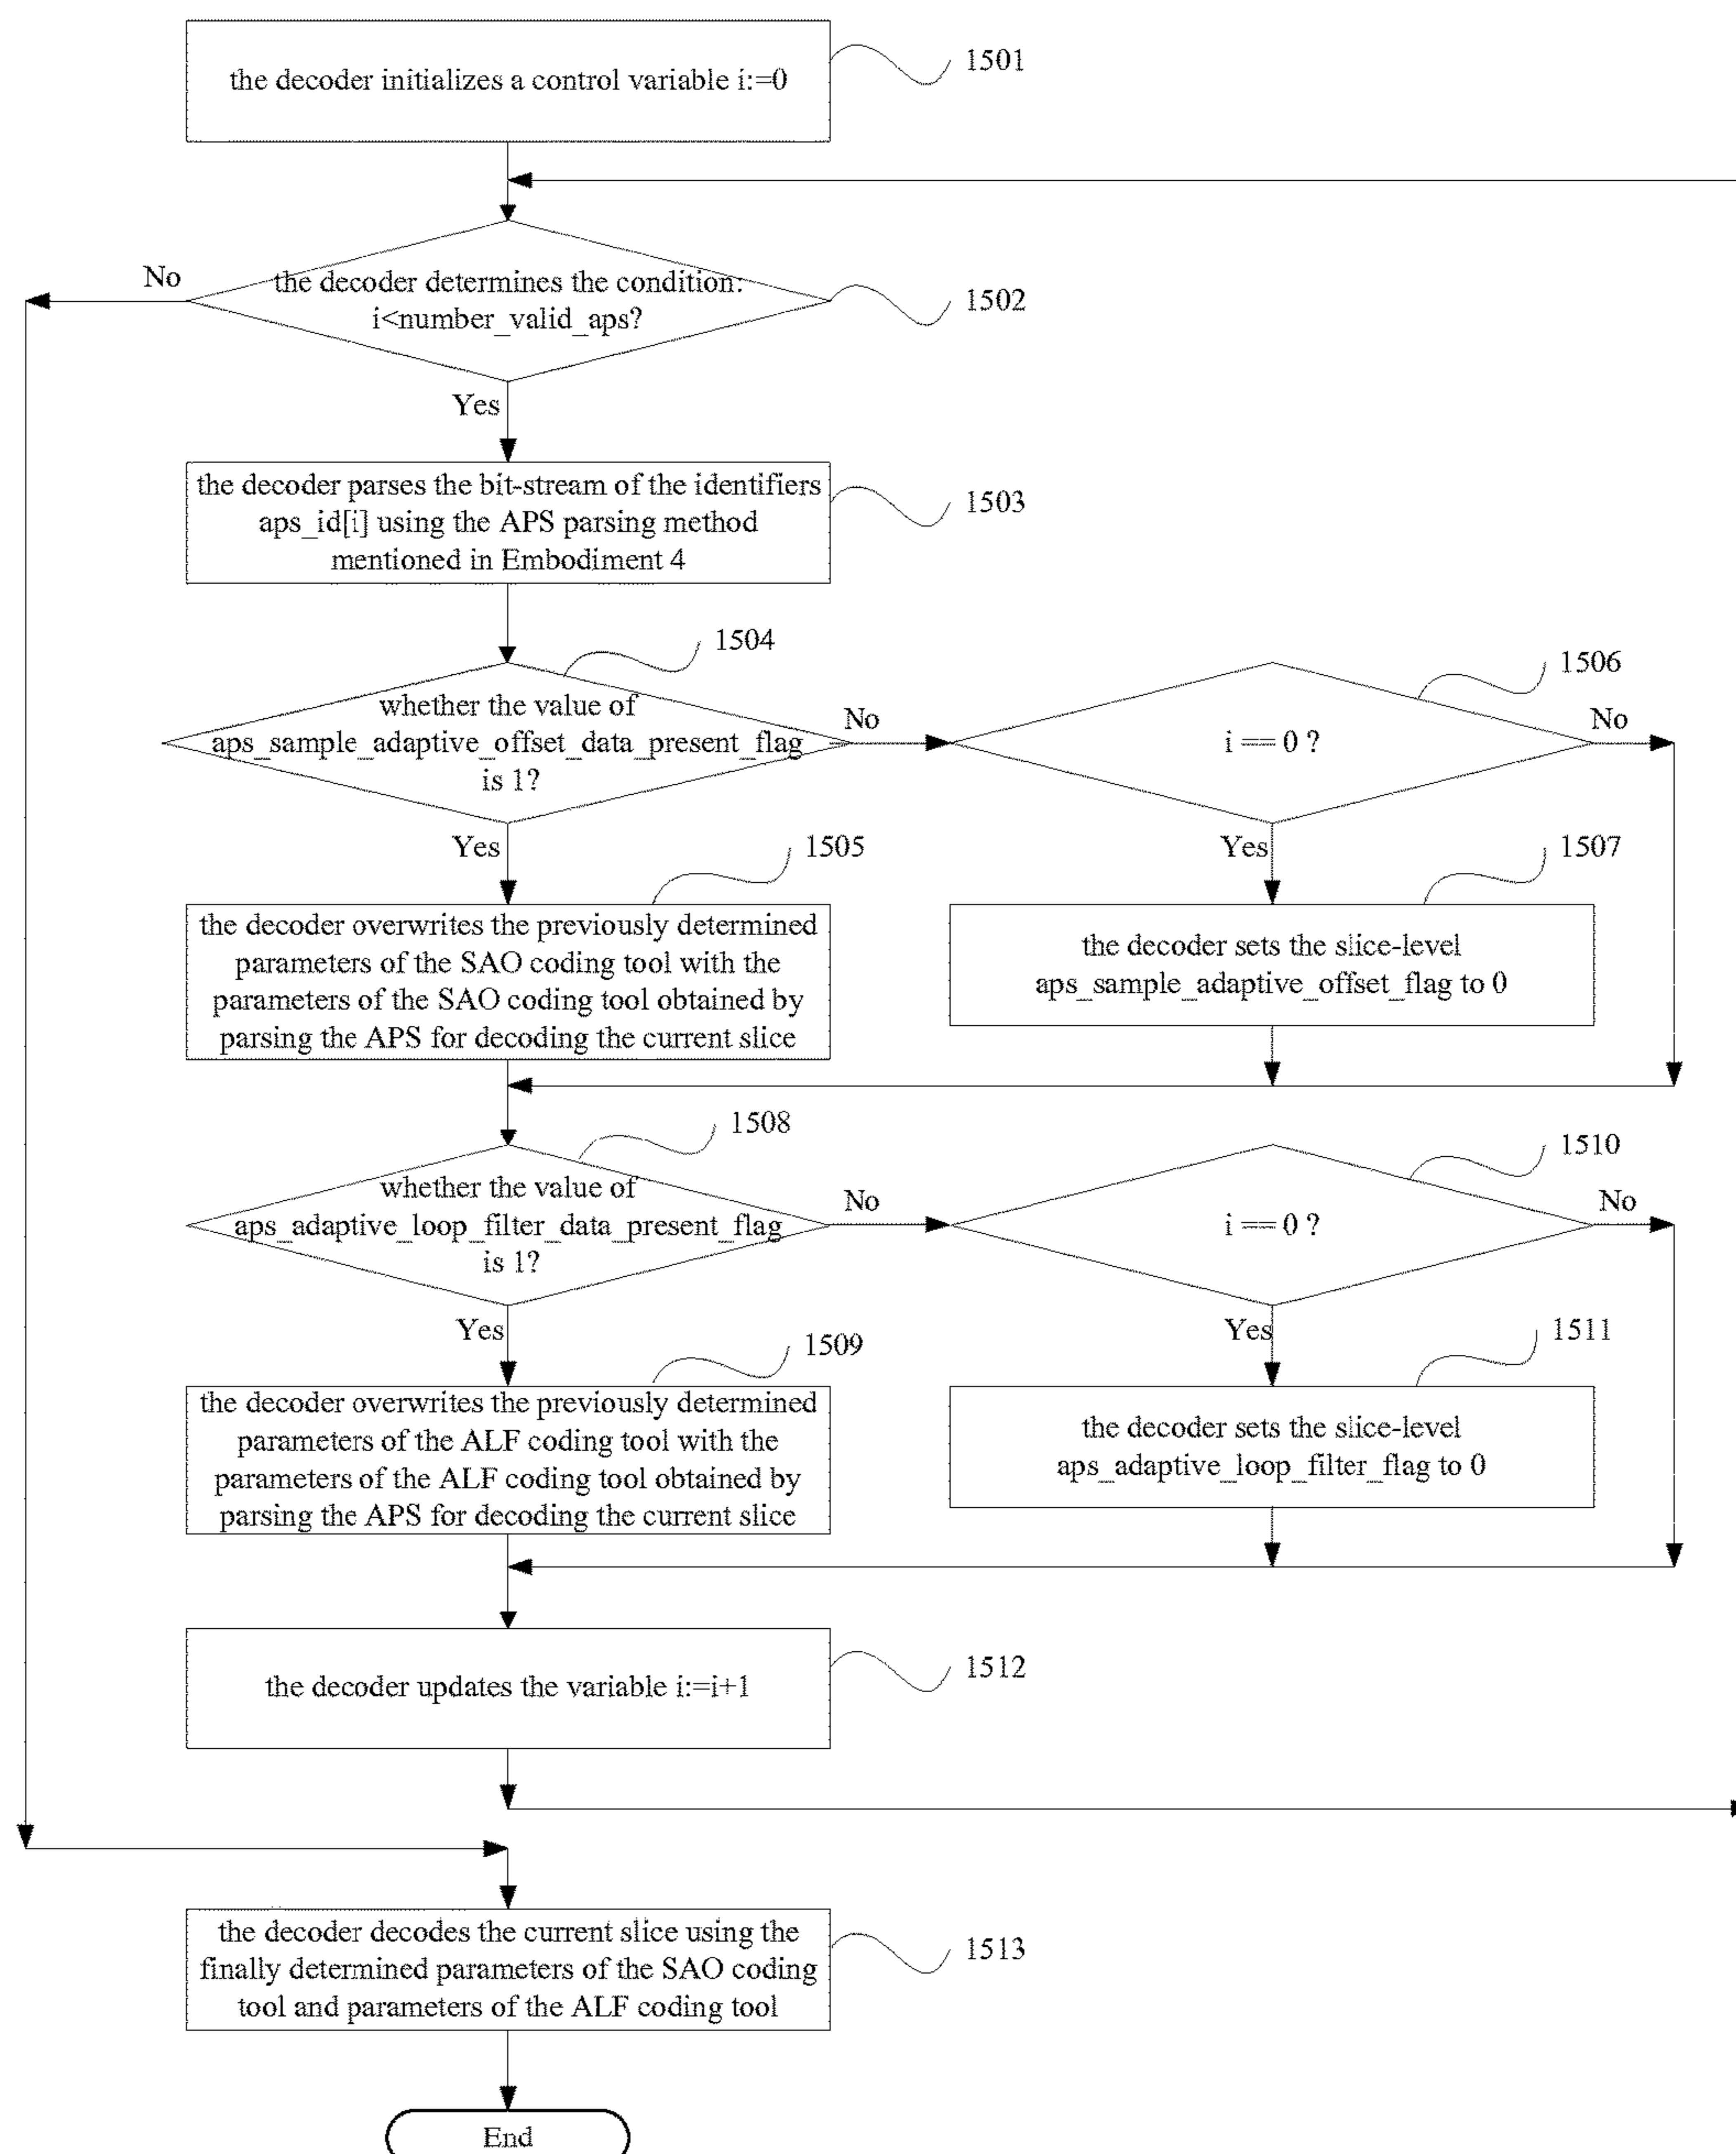 the decoder initializes a control variable i:=0
1501
No
the decoder determines the condition:
i<number_valid_aps?
1502
Yes
the decoder parses the bit-stream of the identifiers
aps_id[i] using the APS parsing method
mentioned in Embodiment 4
1503
1504
whether the value of
aps_sample_adaptive_offset_data_present_flag
is 1?
No
1506
i == 0 ?
No
Yes
1505
Yes
1507
the decoder overwrites the previously determined
parameters of the SAO coding tool with the
parameters of the SAO coding tool obtained by
parsing the APS for decoding the current slice
the decoder sets the slice-level
aps_sample_adaptive_offset_flag to 0
1508
whether the value of
aps_adaptive_loop_filter_data_present_flag
is 1?
No
1510
i == 0 ?
No
Yes
1509
Yes
1511
the decoder overwrites the previously determined
parameters of the ALF coding tool with the
parameters of the ALF coding tool obtained by
parsing the APS for decoding the current slice
the decoder sets the slice-level
aps_adaptive_loop_filter_flag to 0
the decoder updates the variable i:=i+1
1512
the decoder decodes the current slice using the
finally determined parameters of the SAO coding
tool and parameters of the ALF coding tool
1513
End